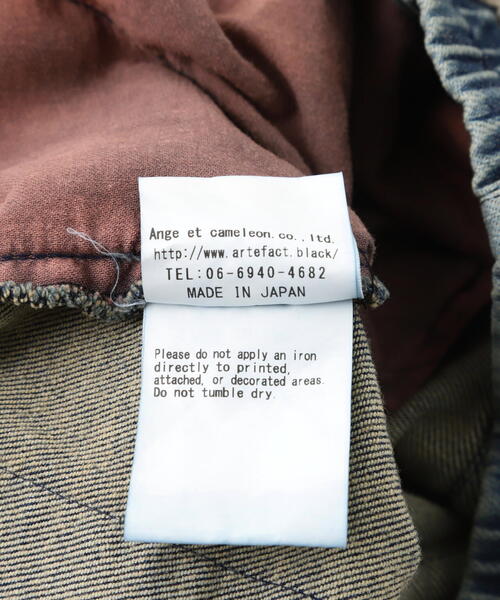 Ange et cameleon.co.,ltd.
http://www.artefact.black/
TEL:06-6940-4682
MADE IN JAPAN
Please do not apply an iron
directly to printed,
attached, or decorated areas.
Do not tumble dry.